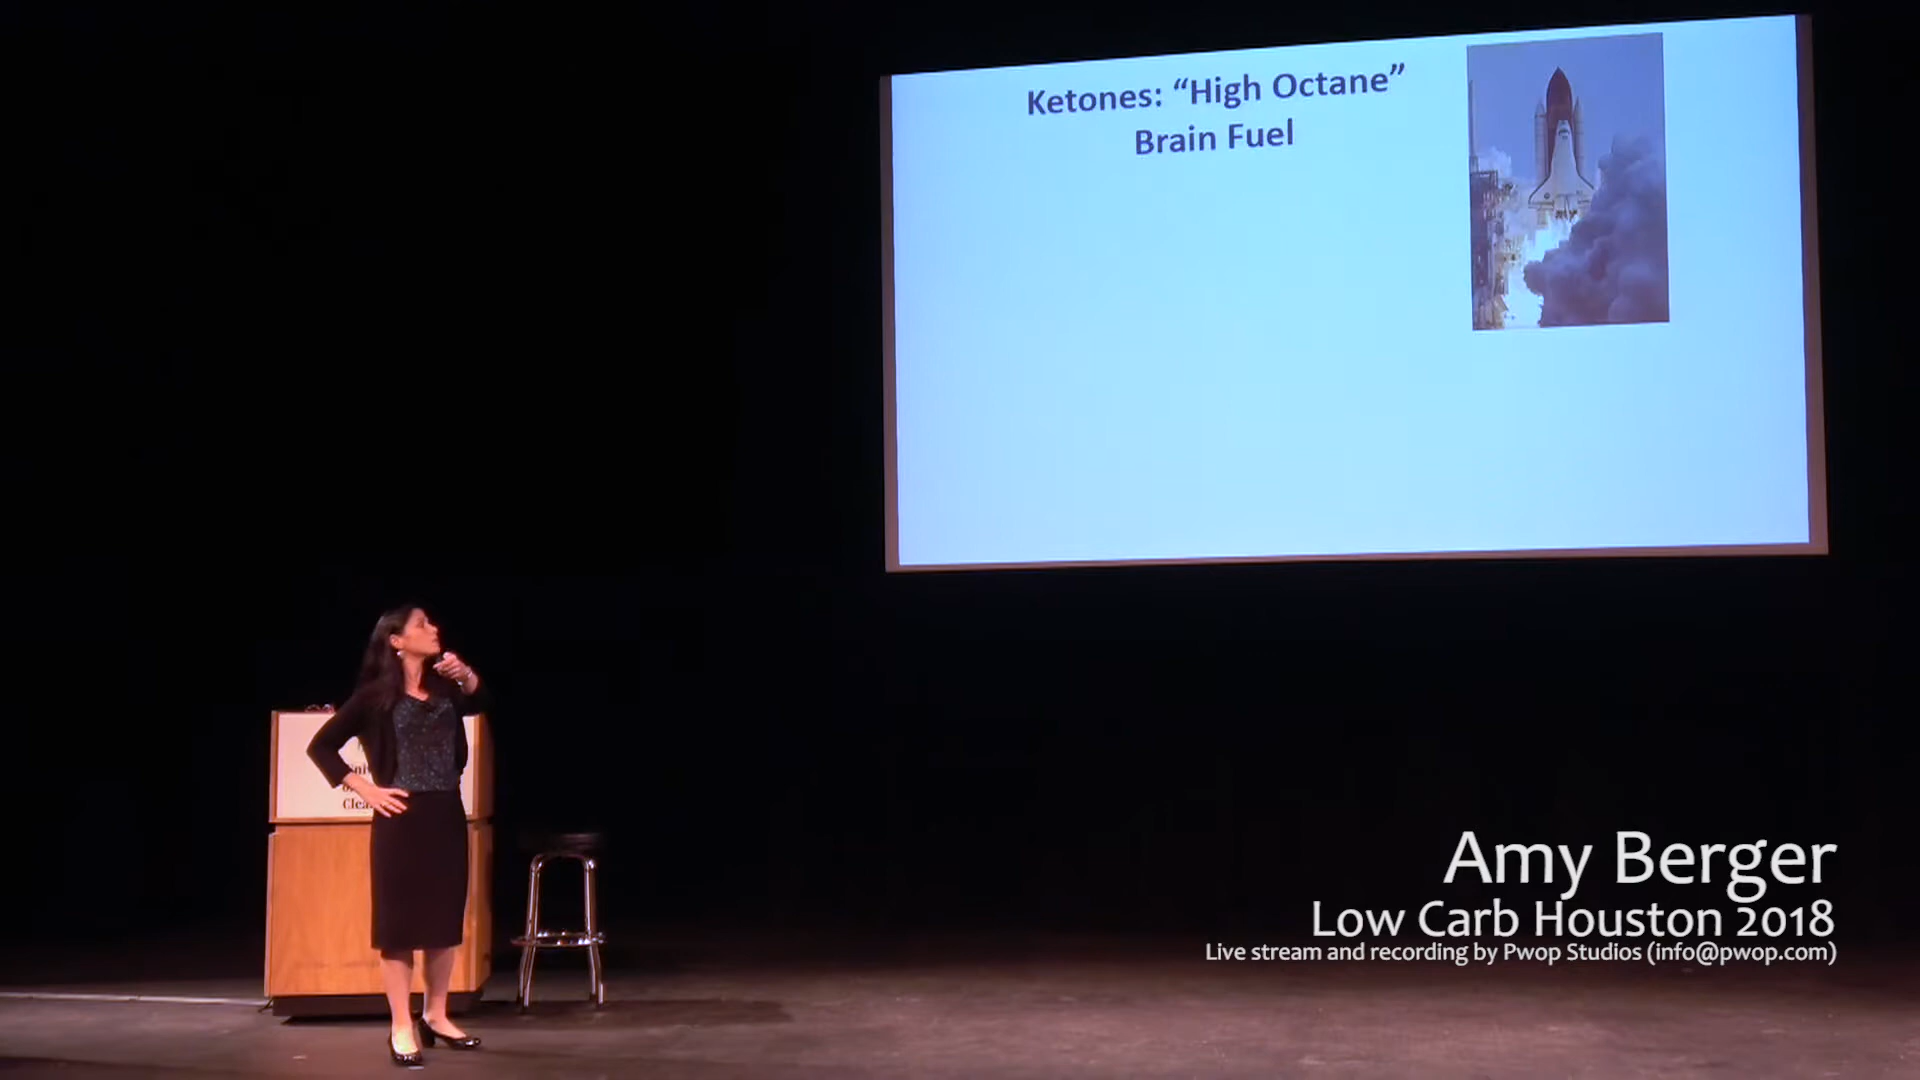 Ketones: “High Octane”
Brain Fuel
Clea
Amy Berger
Low Carb Houston 2018
Live stream and recording by Pwop Studios (info@pwop.com)